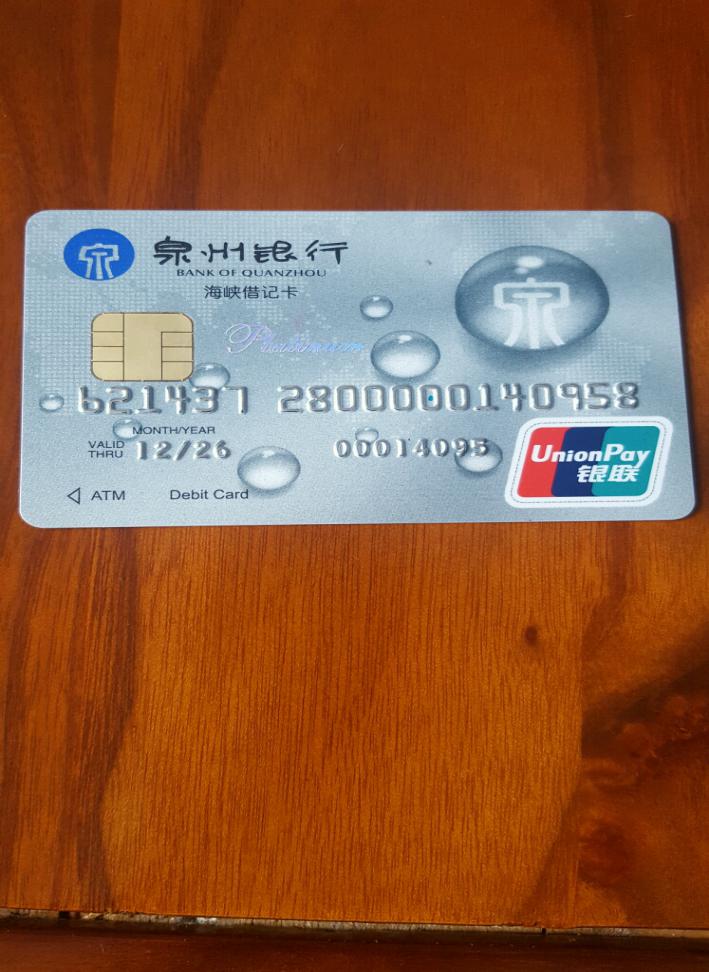 泉州银行
BANK OF QUANZHOU
海峡借记卡
Platinum
621437 2800000140958
MONTH/YEAR
VALID THRU 12/26 00014095
ATM Debit Card
UnionPay
银联